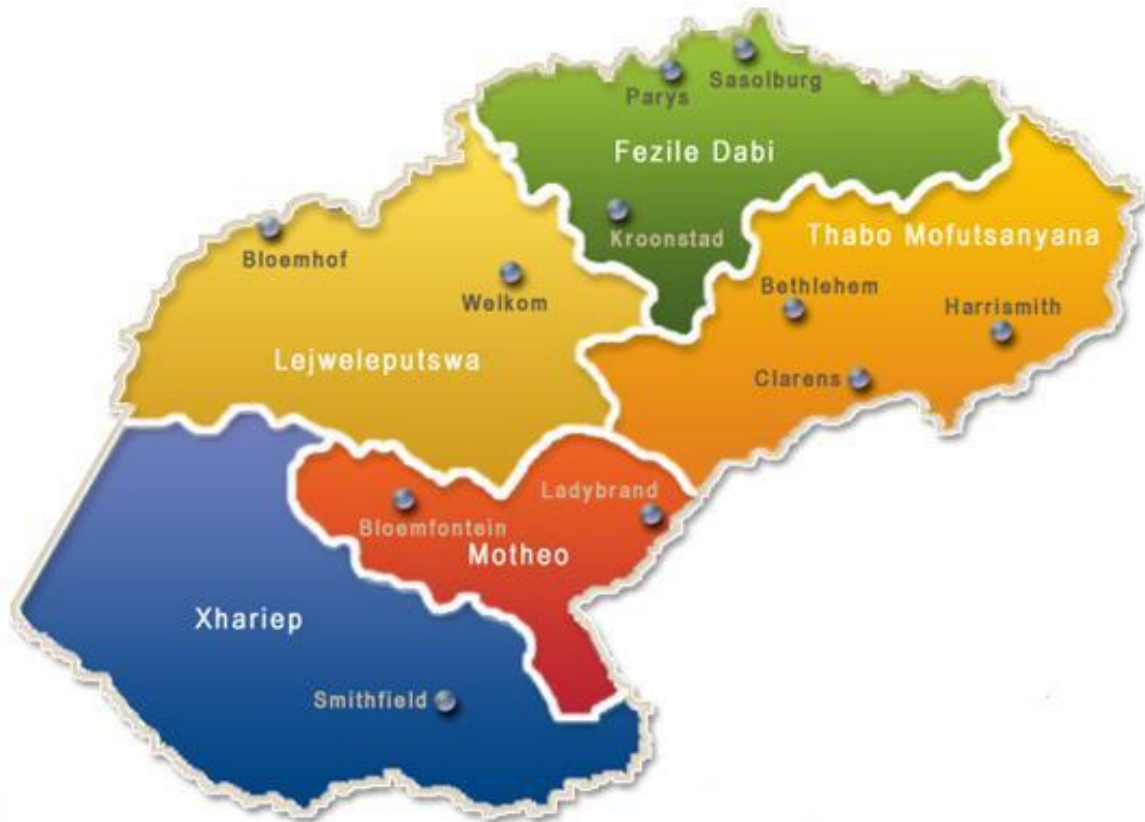 Sasolburg
Parys
Fezile Dabi
Kroonstad
Thabo Mofutsanyana
Bloemhof
Welkom
Bethlehem
Harrismith
Lejweleputswa
Clarens
Ladybrand
Bloemfontein
Motheo
Xhariep
Smithfield